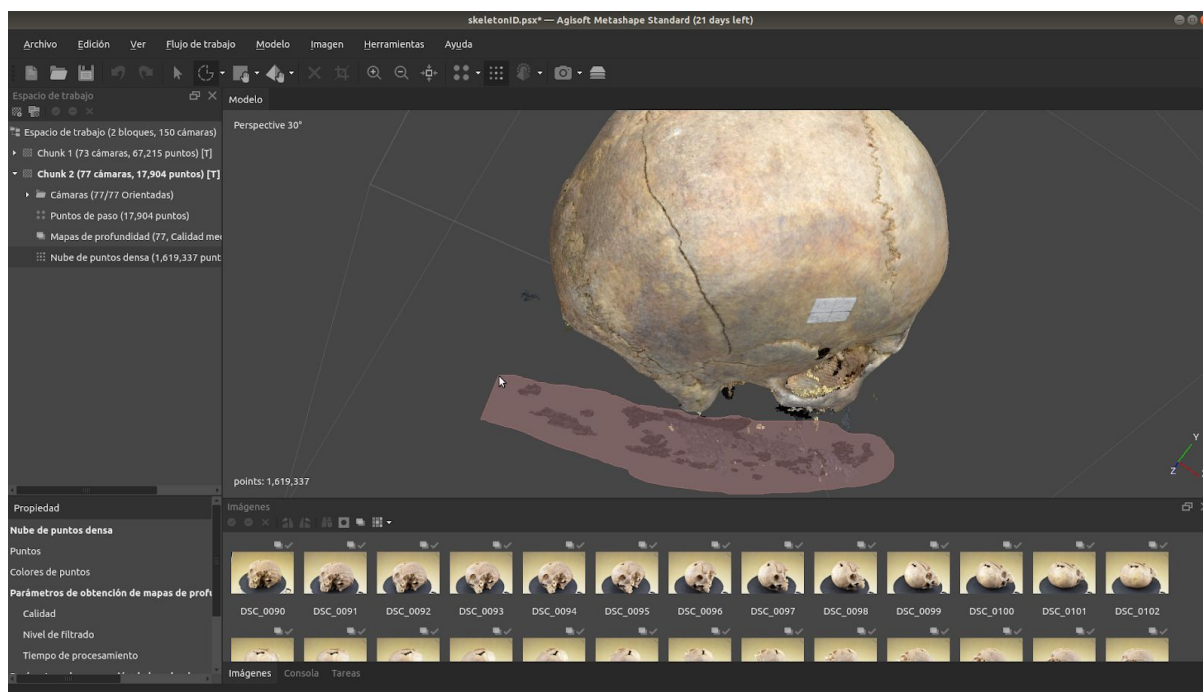 skeletonID.psx* — Agisoft Metashape Standard (21 days left)
Archivo Edición Ver Flujo de trabajo Modelo Imagen Herramientas Ayuda
Espacio de trabajo
Modelo
Perspective 30°
Espacio de trabajo (2 bloques, 150 cámaras)
Chunk 1 (73 cámaras, 67,215 puntos) [T]
Chunk 2 (77 cámaras, 17,904 puntos) [T]
Cámaras (77/77 Orientadas)
Puntos de paso (17,904 puntos)
Mapas de profundidad (77, Calidad me
Nube de puntos densa (1,619,337 punt
points: 1,619,337
Y
Z
Propiedad
Nube de puntos densa
Puntos
Colores de puntos
Parámetros de obtención de mapas de prof
Calidad
Nivel de filtrado
Tiempo de procesamiento
Imágenes
DSC_0090 DSC_0091 DSC_0092 DSC_0093 DSC_0094 DSC_0095 DSC_0096 DSC_0097 DSC_0098 DSC_0099 DSC_0100 DSC_0101 DSC_0102
Imágenes Consola Tareas